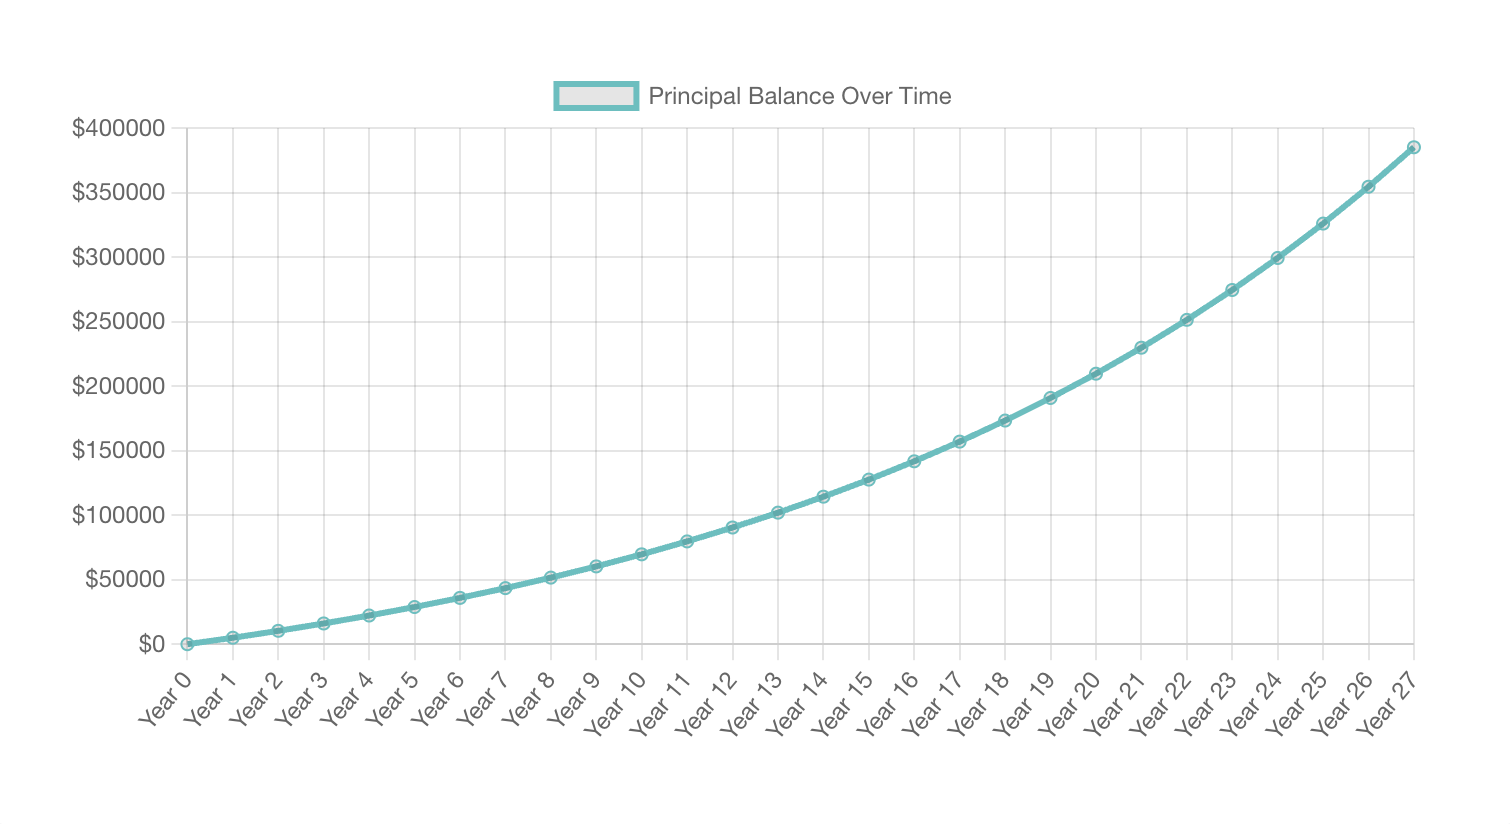 Principal Balance Over Time
$400000
$350000
$300000
$250000
$200000
$150000
$100000
$50000
$0
Year 0
Year 1
Year 2
Year 3
Year 4
Year 5
Year 6
Year 7
Year 8
Year 9
Year 10
Year 11
Year 12
Year 13
Year 14
Year 15
Year 16
Year 17
Year 18
Year 19
Year 20
Year 21
Year 22
Year 23
Year 24
Year 25
Year 26
Year 27